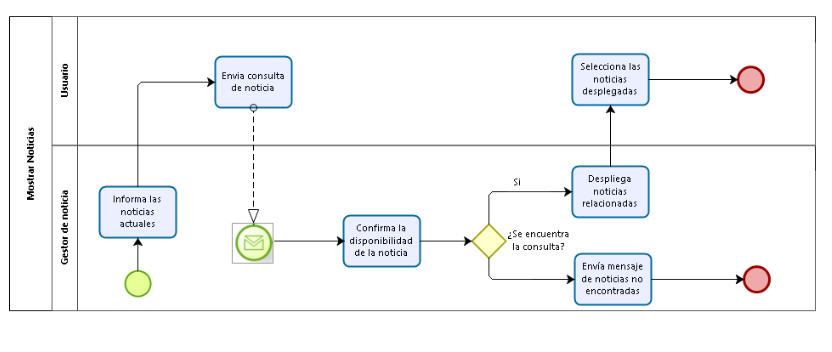 Mostrar Noticias
Usuario
Envia consulta
de noticia
Selecciona las
noticias
desplegadas
Gestor de noticia
Informa las
noticias
actuales
Confirma la
disponibilidad
de la noticia
¿Se encuentra
la consulta?
Si
Despliega
noticias
relacionadas
Envía mensaje
de noticias no
encontradas